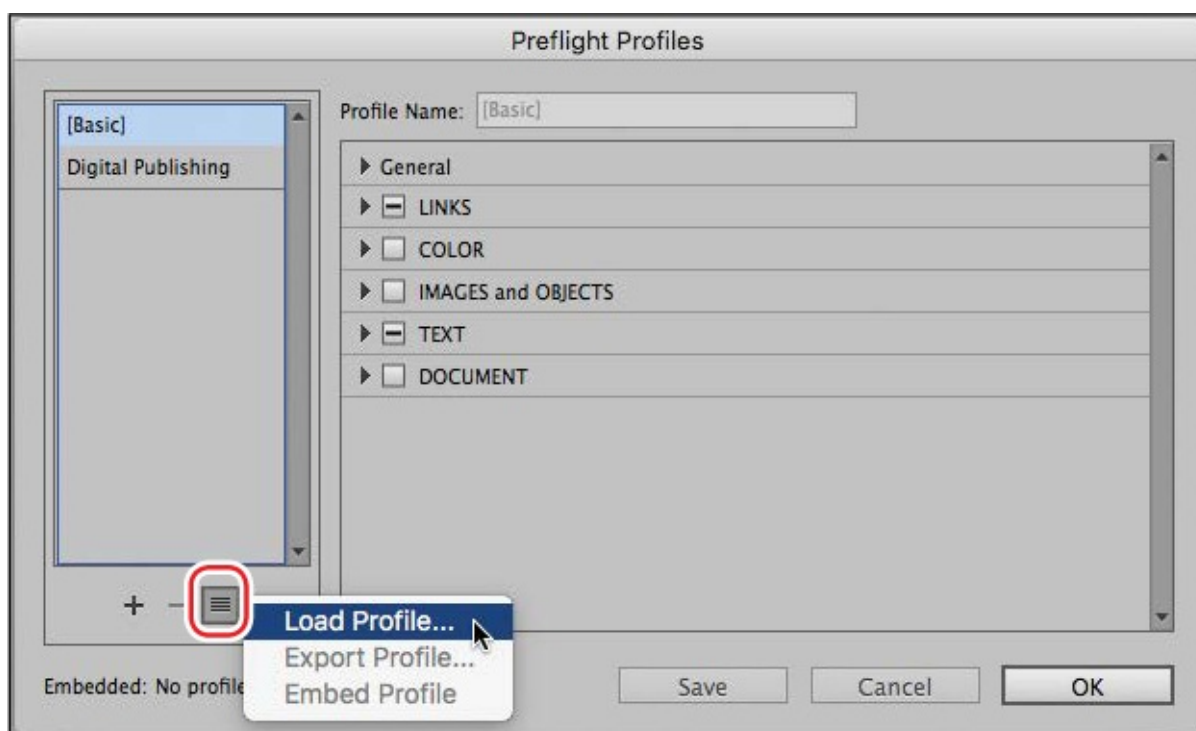 Preflight Profiles
[Basic]
Digital Publishing
Profile Name: [Basic]
General
LINKS
COLOR
IMAGES and OBJECTS
TEXT
DOCUMENT
Load Profile...
Export Profile...
Embed Profile
Embedded: No profile
Save
Cancel
OK